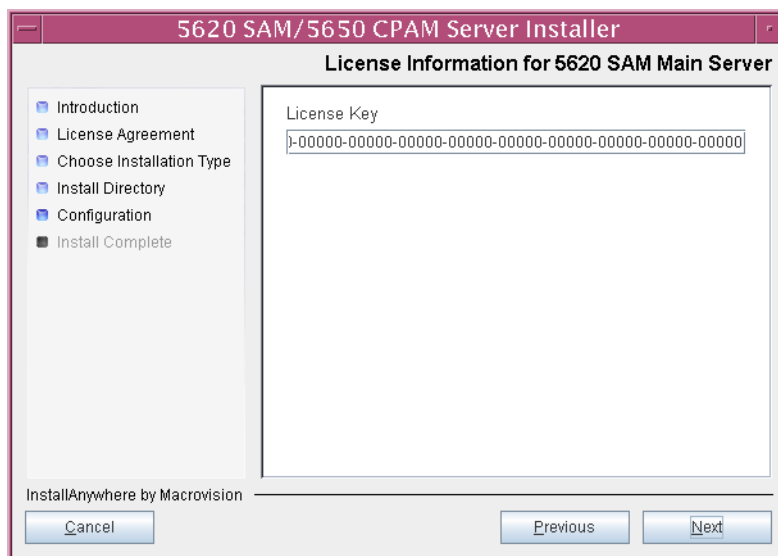 5620 SAM/5650 CPAM Server Installer
License Information for 5620 SAM Main Server
Introduction
License Agreement
Choose Installation Type
Install Directory
Configuration
Install Complete
License Key
)-00000-00000-00000-00000-00000-00000-00000-00000-00000
InstallAnywhere by Macrovision
Cancel
Previous
Next